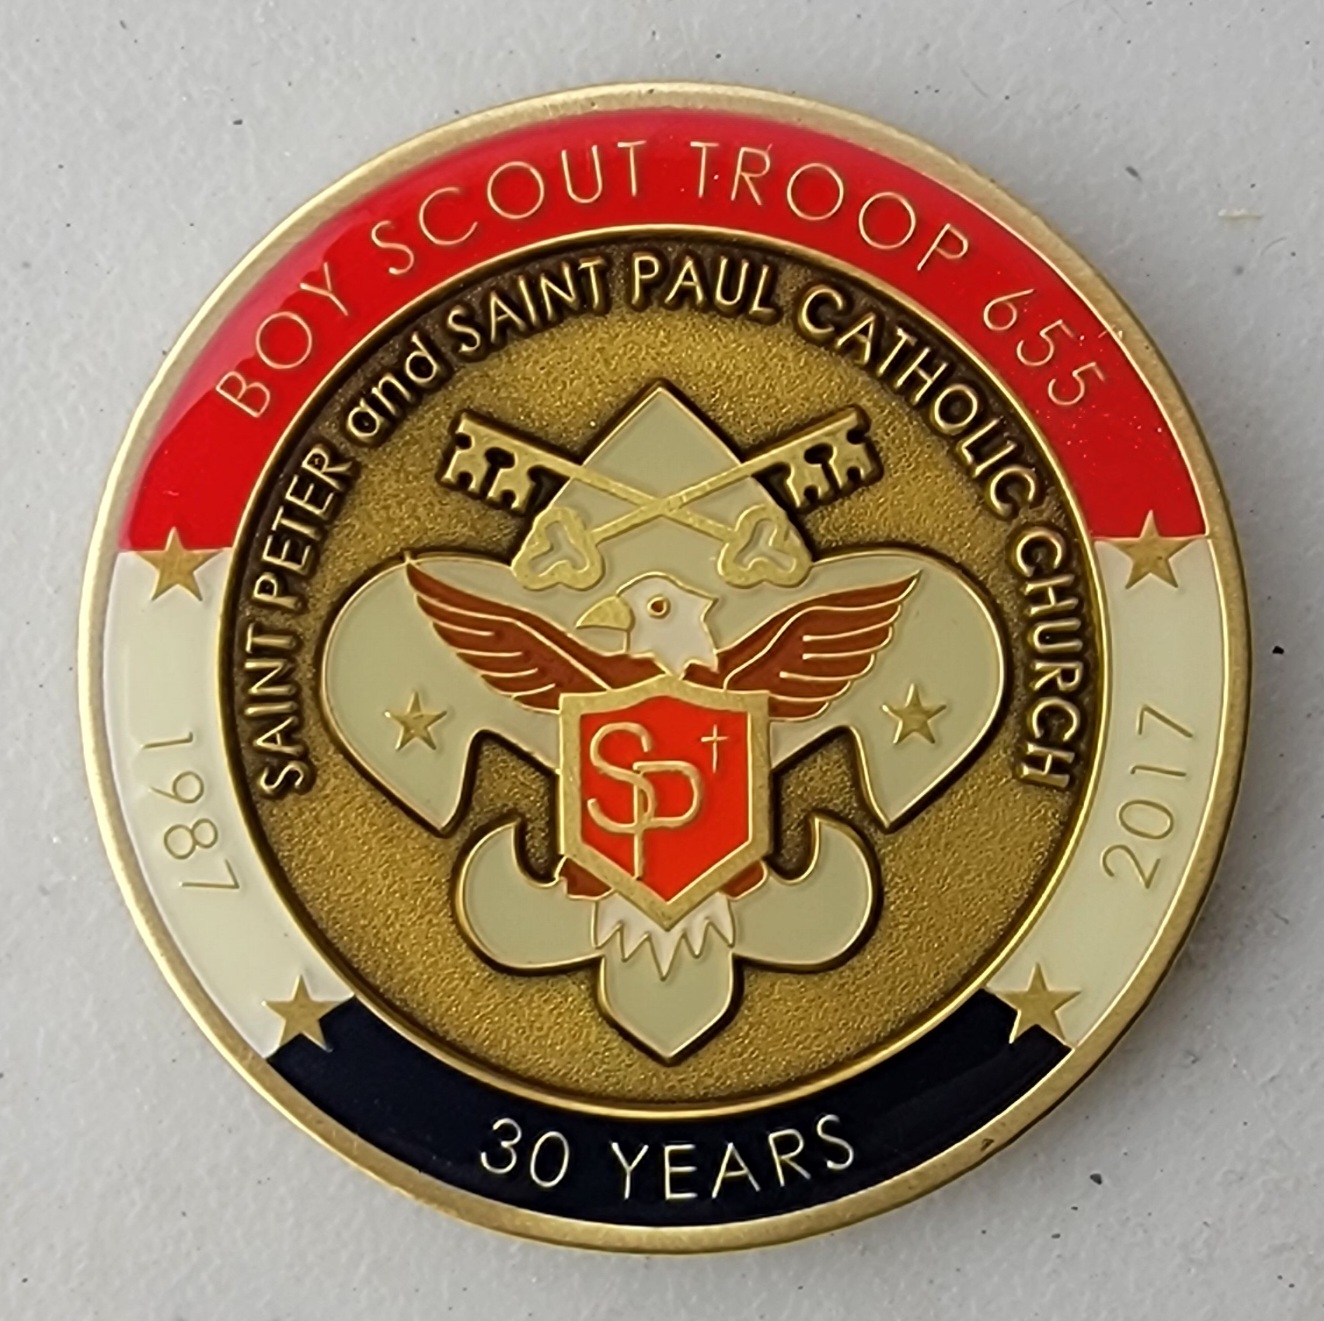 BOY SCOUT TROOP 655
SAINT PETER and SAINT PAUL CATHOLIC CHURCH
SP
1987
2017
30 YEARS